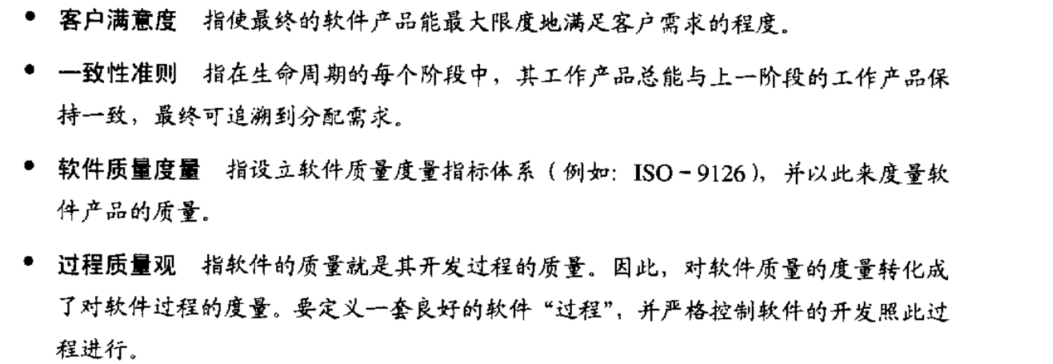 ● 客户满意度 指使最终的软件产品能最大限度地满足客户需求的程度。
● 一致性准则 指在生命周期的每个阶段中，其工作产品总能与上一阶段的工作产品保
持一致，最终可追溯到分配需求。
● 软件质量度量 指设立软件质量度量指标体系（例如：ISO－9126），并以此来度量软
件产品的质量。
● 过程质量观 指软件的质量就是其开发过程的质量。因此，对软件质量的度量转化成
了对软件过程的度量。要定义一套良好的软件“过程”，并严格控制软件的开发照此过
程进行。